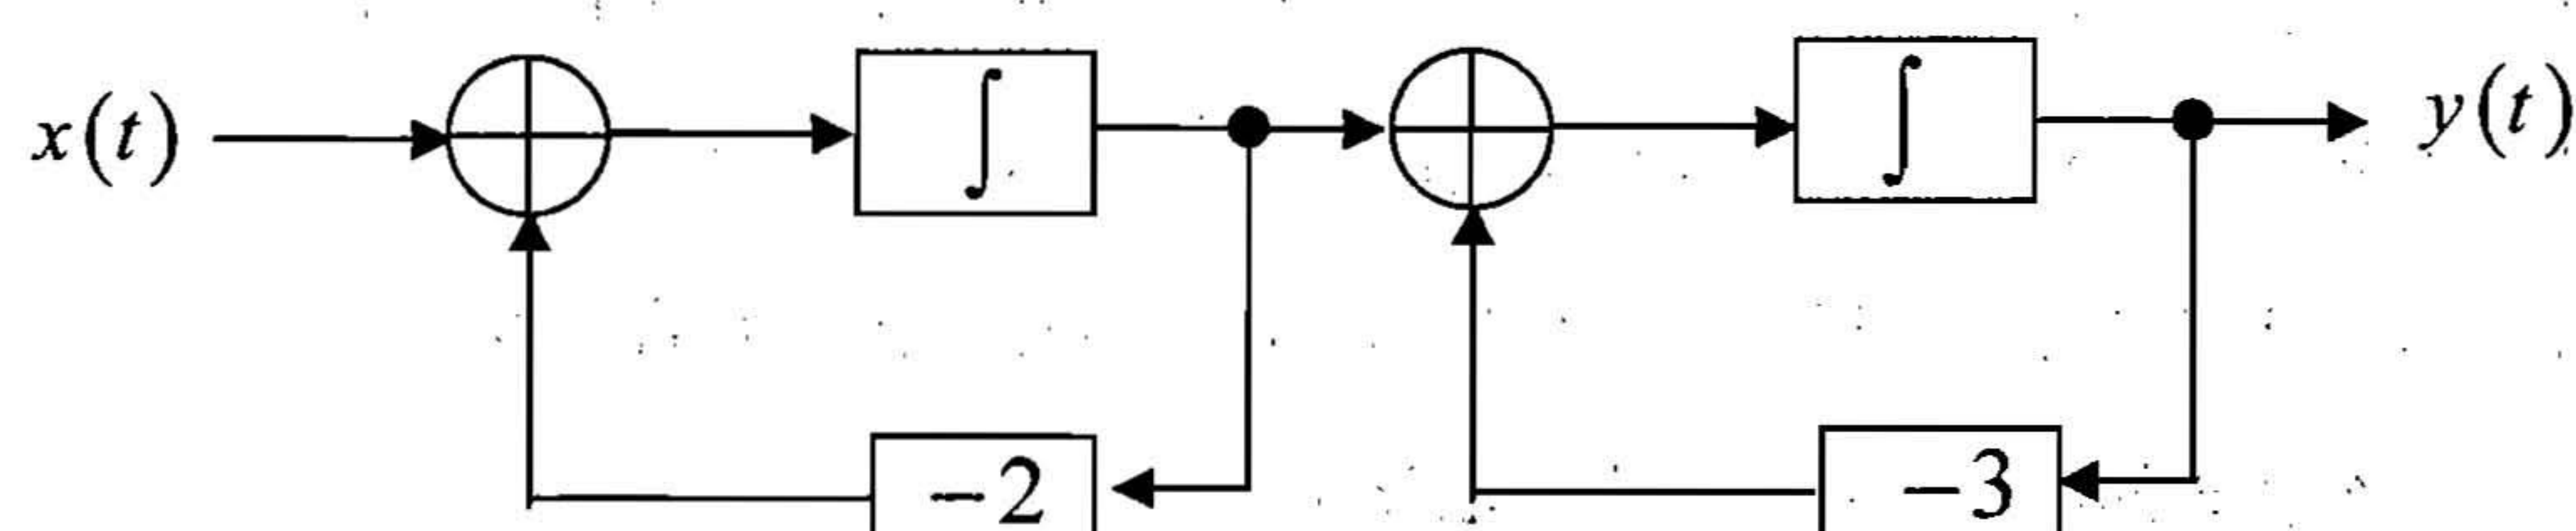 x(t) ∫ ∫ y(t)
−2 −3